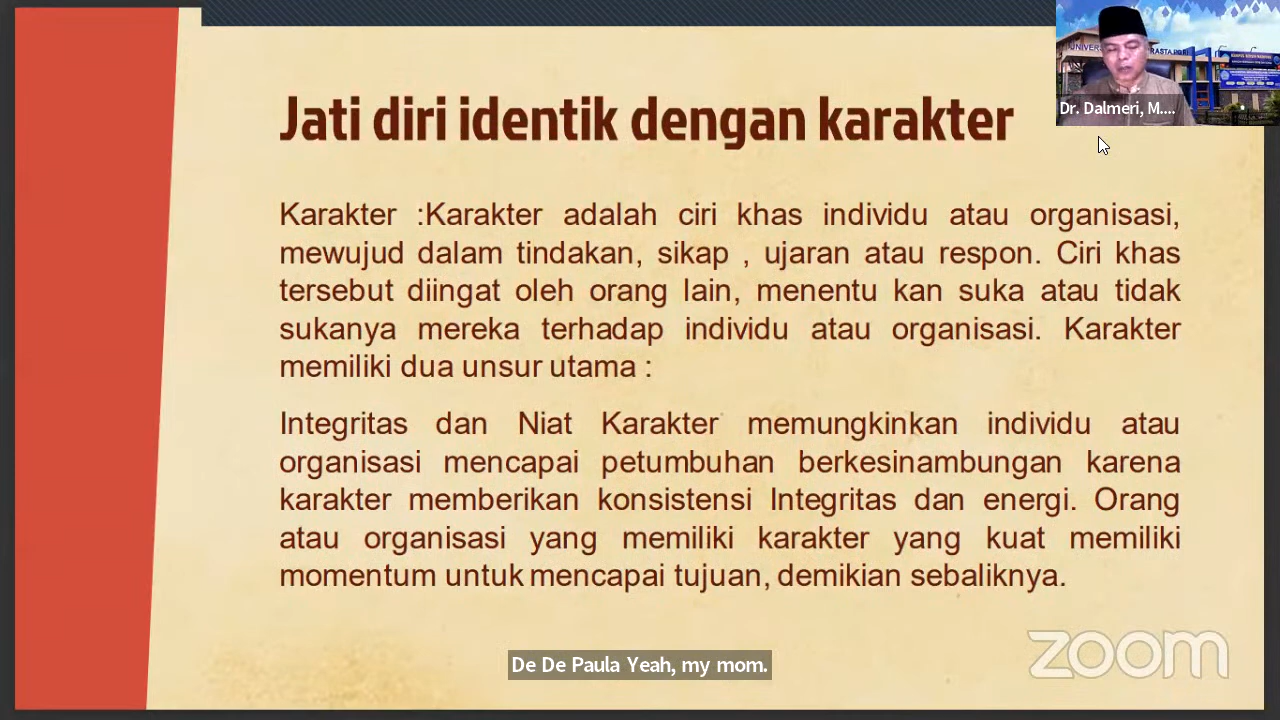 Jati diri identik dengan karakter
UNIVERS
RASTA PGRI
Dr. Dalmeri, M....
Karakter :Karakter adalah ciri khas individu atau organisasi,
mewujud dalam tindakan, sikap , ujaran atau respon. Ciri khas
tersebut diingat oleh orang lain, menentu kan suka atau tidak
sukanya mereka terhadap individu atau organisasi. Karakter
memiliki dua unsur utama :
Integritas dan Niat Karakter memungkinkan individu atau
organisasi mencapai petumbuhan berkesinambungan karena
karakter memberikan konsistensi Integritas dan energi. Orang
atau organisasi yang memiliki karakter yang kuat memiliki
momentum untuk mencapai tujuan, demikian sebaliknya.
zoom
De De Paula Yeah, my mom.